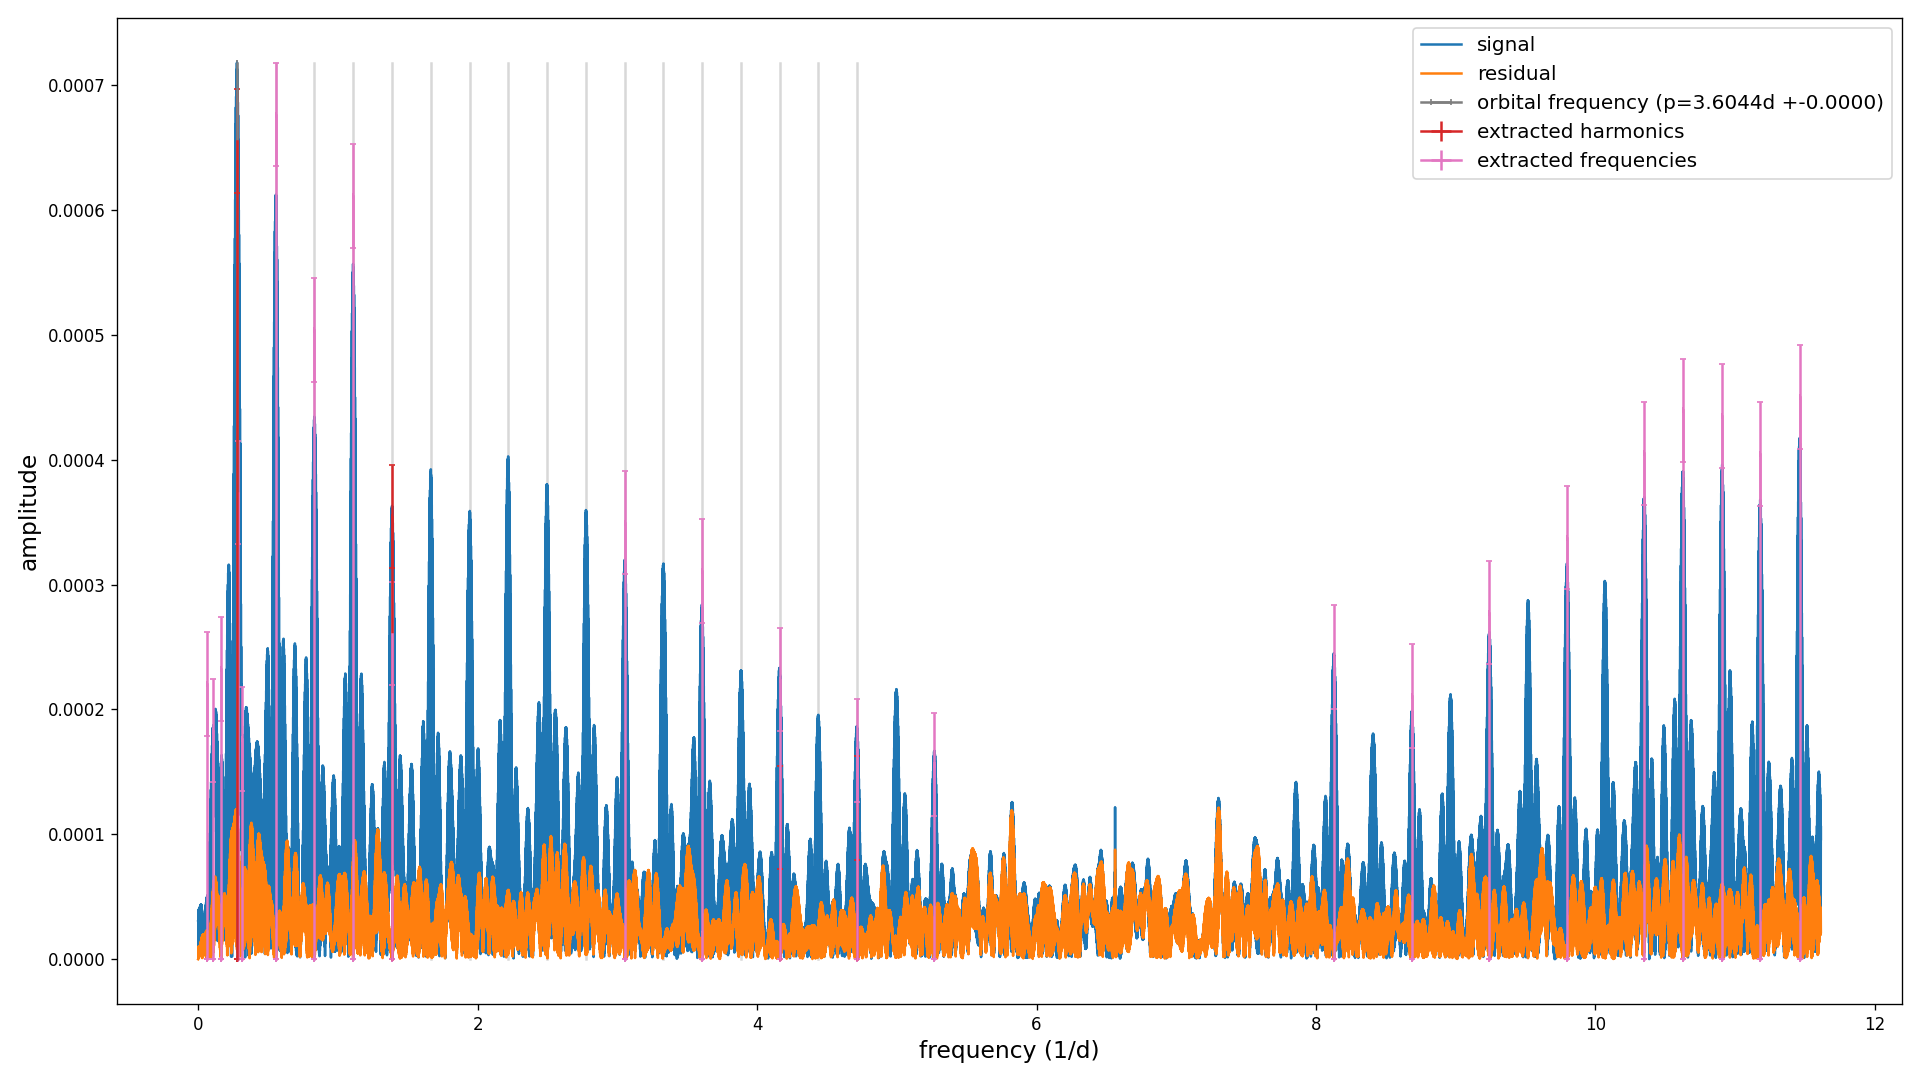 signal
residual
orbital frequency (p=3.6044d +-0.0000)
extracted harmonics
extracted frequencies
amplitude
0.0007
0.0006
0.0005
0.0004
0.0003
0.0002
0.0001
0.0000
0 2 4 6 8 10 12
frequency (1/d)